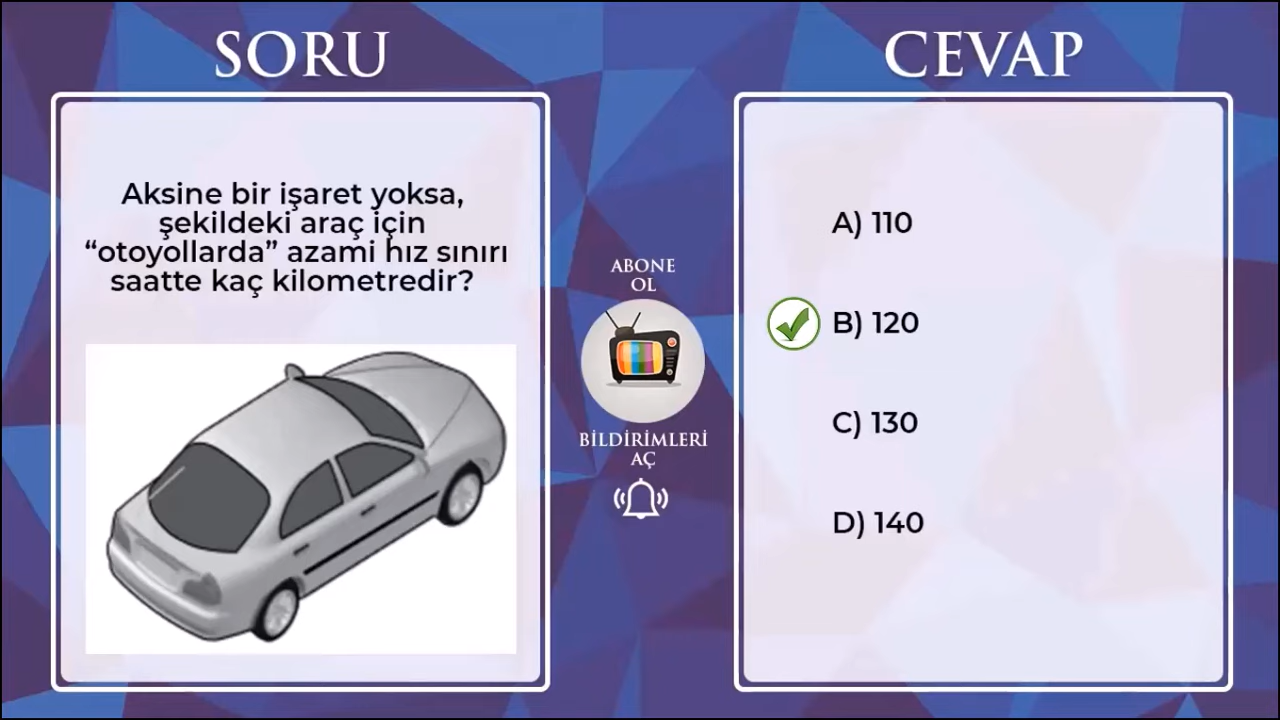 SORU
Aksine bir işaret yoksa,
şekildeki araç için
“otoyollarda” azami hız sınırı
saatte kaç kilometredir?
ABONE
OL
BİLDİRİMLERİ
AÇ
CEVAP
A) 110
B) 120
C) 130
D) 140